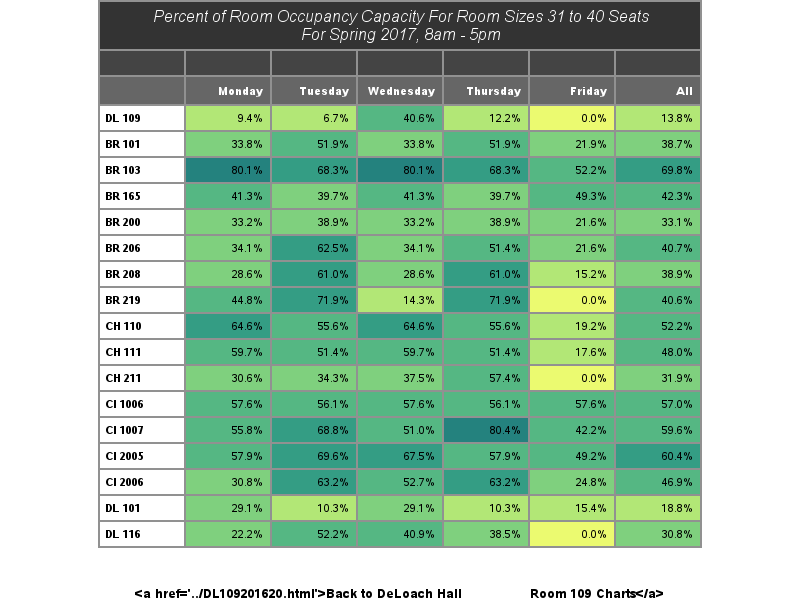 Percent of Room Occupancy Capacity For Room Sizes 31 to 40 Seats
For Spring 2017, 8am - 5pm
Monday Tuesday Wednesday Thursday Friday All
DL 109 9.4% 6.7% 40.6% 12.2% 0.0% 13.8%
BR 101 33.8% 51.9% 33.8% 51.9% 21.9% 38.7%
BR 103 80.1% 68.3% 80.1% 68.3% 52.2% 69.8%
BR 165 41.3% 39.7% 41.3% 39.7% 49.3% 42.3%
BR 200 33.2% 38.9% 33.2% 38.9% 21.6% 33.1%
BR 206 34.1% 62.5% 34.1% 51.4% 21.6% 40.7%
BR 208 28.6% 61.0% 28.6% 61.0% 15.2% 38.9%
BR 219 44.8% 71.9% 14.3% 71.9% 0.0% 40.6%
CH 110 64.6% 55.6% 64.6% 55.6% 19.2% 52.2%
CH 111 59.7% 51.4% 59.7% 51.4% 17.6% 48.0%
CH 211 30.6% 34.3% 37.5% 57.4% 0.0% 31.9%
CI 1006 57.6% 56.1% 57.6% 56.1% 57.6% 57.0%
CI 1007 55.8% 68.8% 51.0% 80.4% 42.2% 59.6%
CI 2005 57.9% 69.6% 67.5% 57.9% 49.2% 60.4%
CI 2006 30.8% 63.2% 52.7% 63.2% 24.8% 46.9%
DL 101 29.1% 10.3% 29.1% 10.3% 15.4% 18.8%
DL 116 22.2% 52.2% 40.9% 38.5% 0.0% 30.8%
<a href='../DL109201620.html'>Back to DeLoach Hall Room 109 Charts</a>